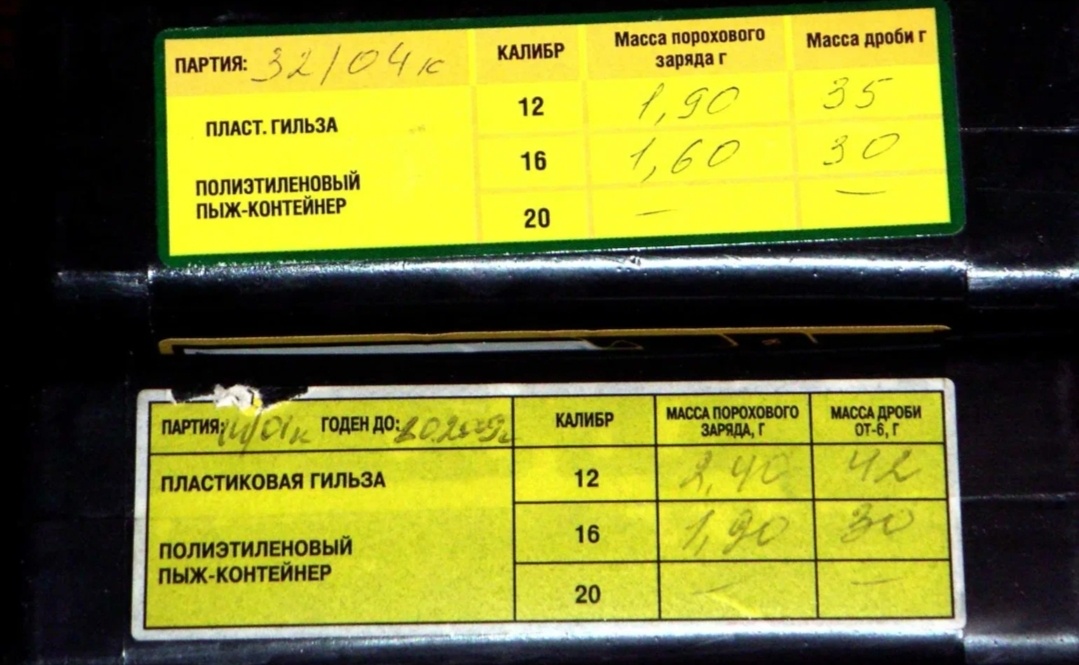 ПАРТИЯ: 32/04к КАЛИБР Масса порохового заряда г Масса дроби г
ПЛАСТ. ГИЛЬЗА 12 1,90 35
16 1,60 30
ПОЛИЭТИЛЕНОВЫЙ
ПЫЖ-КОНТЕЙНЕР 20 — —
ПАРТИЯ: ГОДЕН ДО: КАЛИБР МАССА ПОРОХОВОГО ЗАРЯДА, Г МАССА ДРОБИ ОТ-6, Г
ПЛАСТИКОВАЯ ГИЛЬЗА 12 2,40 42
16 1,90 30
ПОЛИЭТИЛЕНОВЫЙ
ПЫЖ-КОНТЕЙНЕР 20 — —